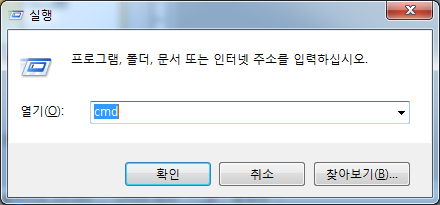 실행
프로그램, 폴더, 문서 또는 인터넷 주소를 입력하십시오.
열기(O): cmd
확인 취소 찾아보기(B)...